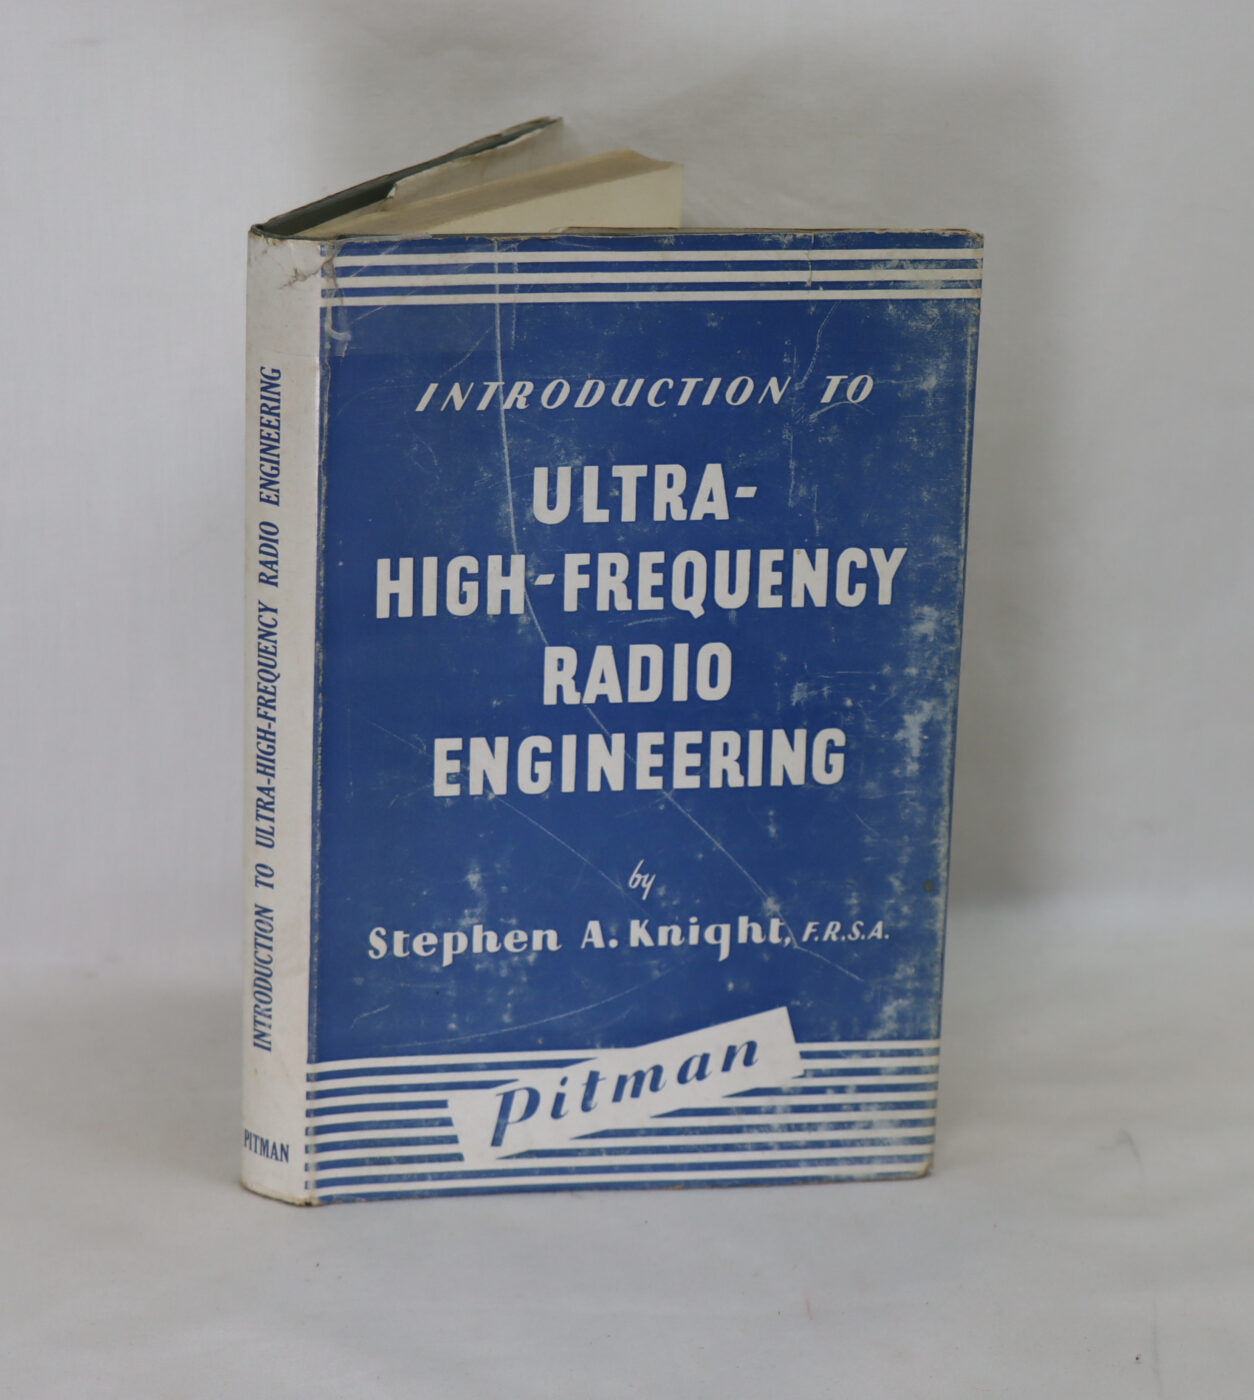 INTRODUCTION TO ULTRA-HIGH-FREQUENCY RADIO ENGINEERING
PITMAN
INTRODUCTION TO
ULTRA-
HIGH-FREQUENCY
RADIO
ENGINEERING
by
Stephen A. Knight, F.R.S.A.
Pitman